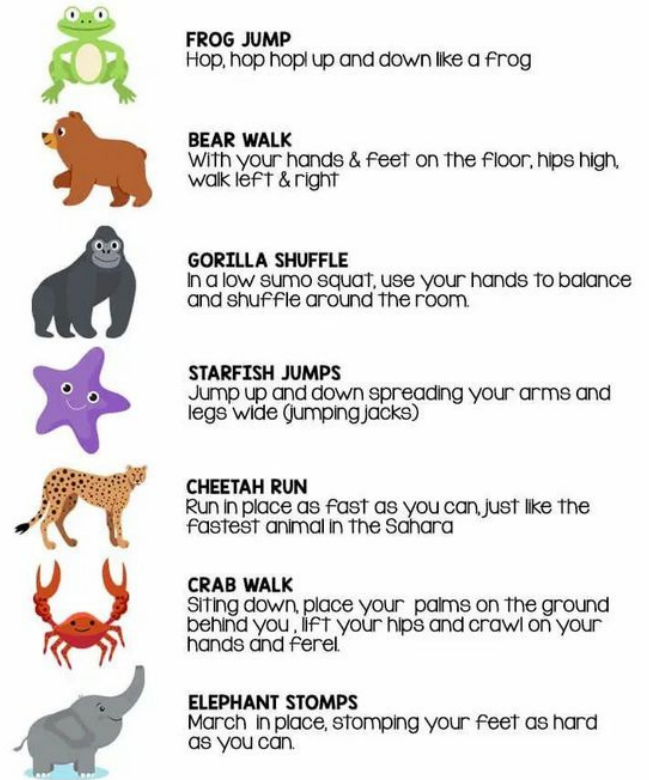 FROG JUMP
Hop, hop hop! up and down like a frog
BEAR WALK
With your hands & feet on the floor, hips high,
walk left & right
GORILLA SHUFFLE
In a low sumo squat, use your hands to balance
and shuffle around the room.
STARFISH JUMPS
Jump up and down spreading your arms and
legs wide (jumping jacks)
CHEETAH RUN
Run in place as fast as you can, just like the
fastest animal in the Sahara
CRAB WALK
Siting down, place your palms on the ground
behind you , lift your hips and crawl on your
hands and ferel.
ELEPHANT STOMPS
March in place, stomping your feet as hard
as you can.